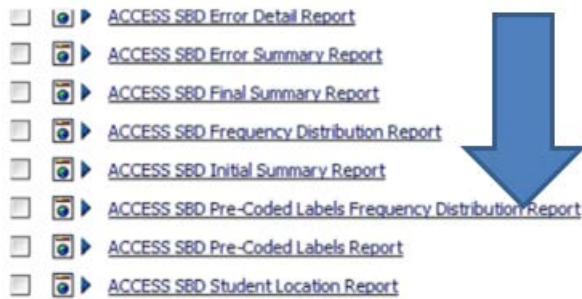 ACCESS SBD Error Detail Report
ACCESS SBD Error Summary Report
ACCESS SBD Final Summary Report
ACCESS SBD Frequency Distribution Report
ACCESS SBD Initial Summary Report
ACCESS SBD Pre-Coded Labels Frequency Distribution Report
ACCESS SBD Pre-Coded Labels Report
ACCESS SBD Student Location Report